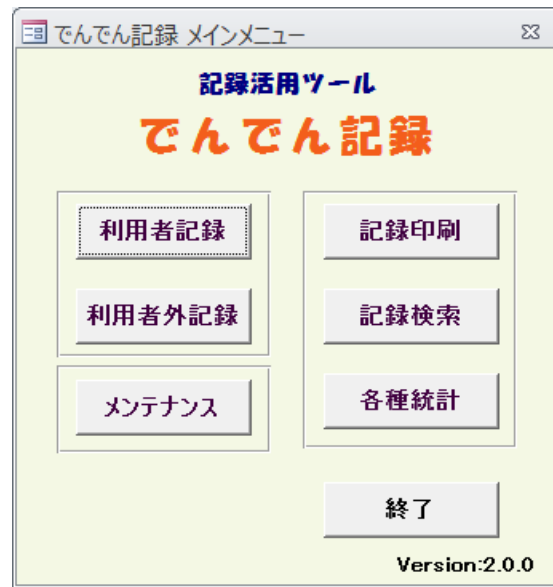 でんでん記録 メインメニュー
記録活用ツール
でんでん記録
利用者記録
利用者外記録
メンテナンス
記録印刷
記録検索
各種統計
終了
Version:2.0.0